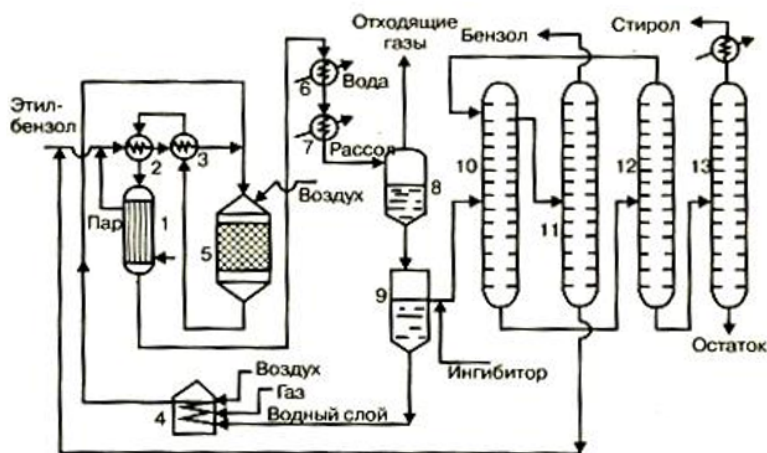 Отходящие
газы
Бензол
Стирол
6
Вода
Этил-
бензол
7
Рассол
2
3
8
10
11
12
13
Пар
1
5
Воздух
9
Остаток
Ингибитор
Воздух
Газ
4
Водный слой